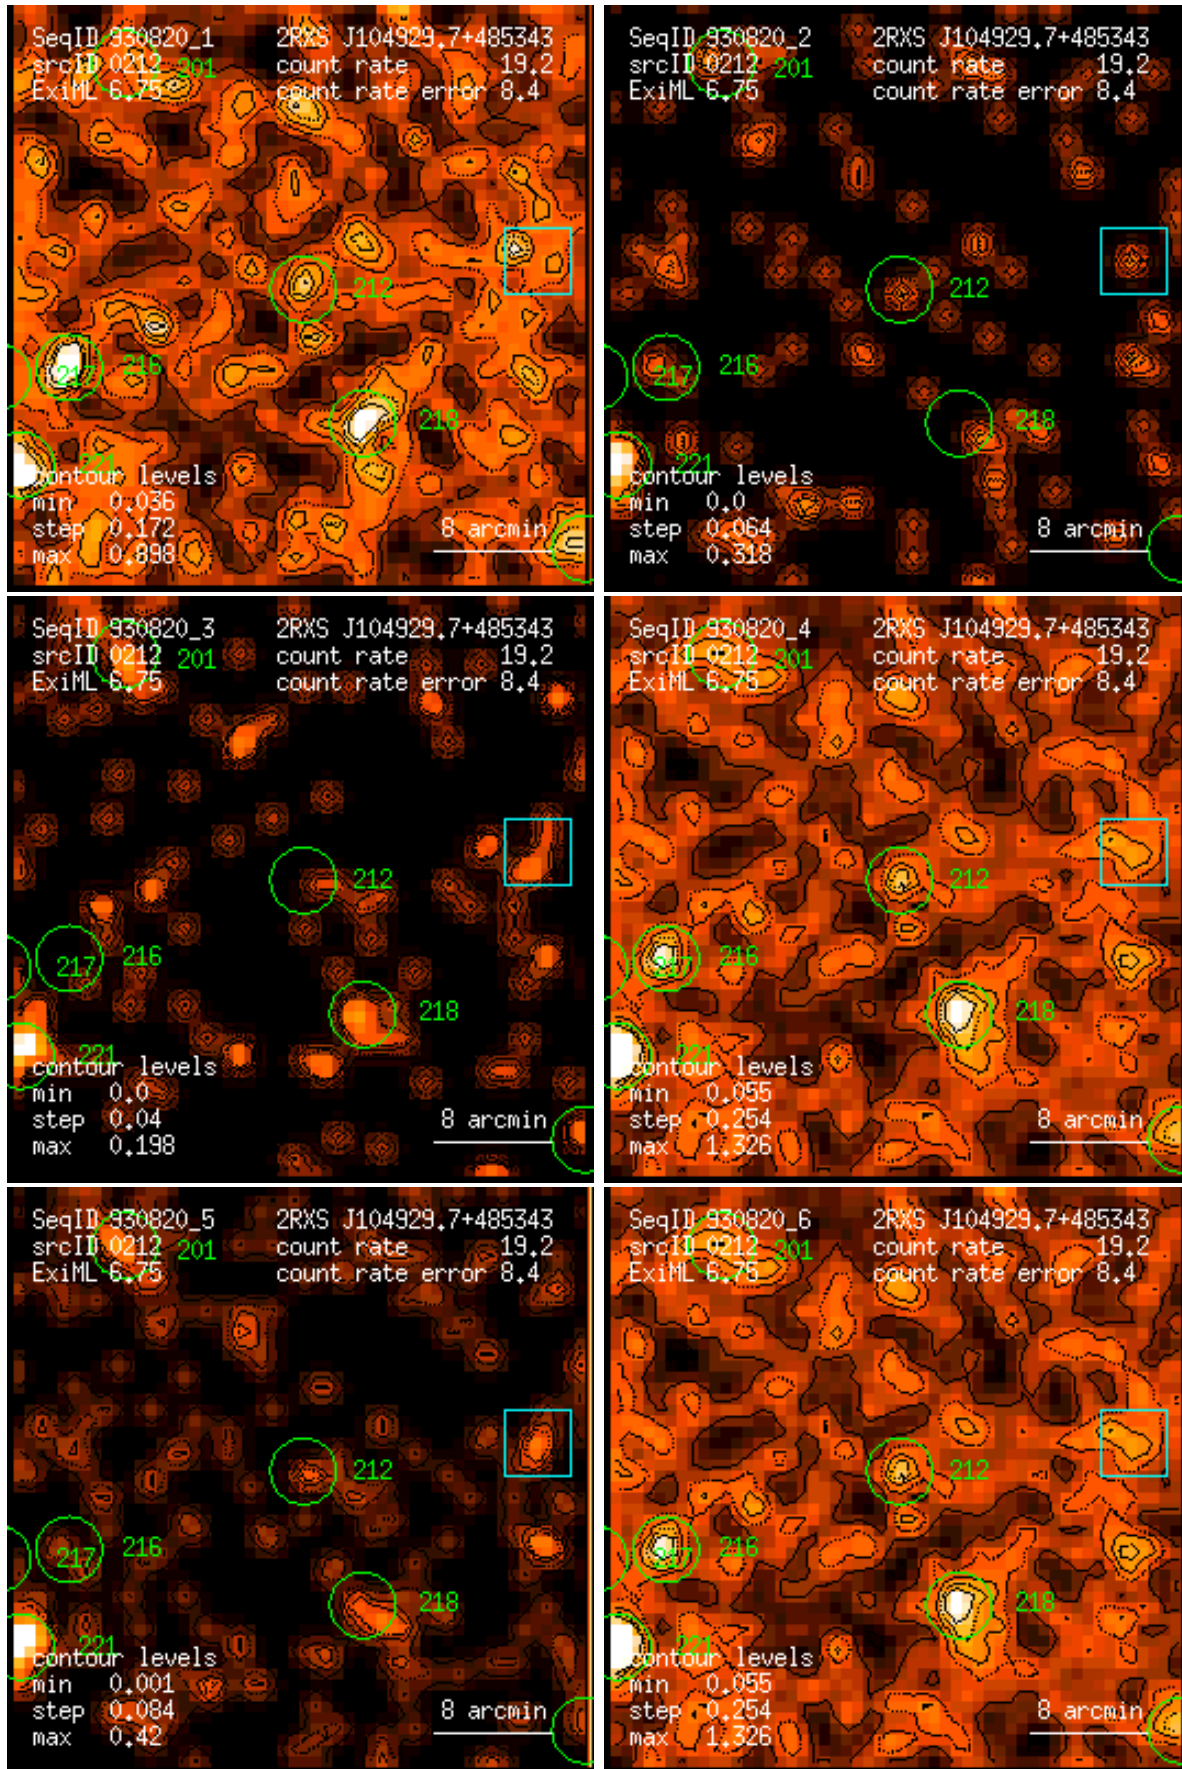 SeqID 930820_1 2RXS J104929.7+485343
srcID 0212 201 count rate 19.2
ExiML 6.75 count rate error 8.4
212
216
217
218
221
contour levels
min 0.036
step 0.172 8 arcmin
max 0.898
SeqID 930820_2 2RXS J104929.7+485343
srcID 0212 201 count rate 19.2
ExiML 6.75 count rate error 8.4
212
216
217
218
221
contour levels
min 0.0
step 0.064 8 arcmin
max 0.318
SeqID 930820_3 2RXS J104929.7+485343
srcID 0212 201 count rate 19.2
ExiML 6.75 count rate error 8.4
212
216
217
218
221
contour levels
min 0.0
step 0.04 8 arcmin
max 0.198
SeqID 930820_4 2RXS J104929.7+485343
srcID 0212 201 count rate 19.2
ExiML 6.75 count rate error 8.4
212
216
217
218
221
contour levels
min 0.055
step 0.254 8 arcmin
max 1.326
SeqID 930820_5 2RXS J104929.7+485343
srcID 0212 201 count rate 19.2
ExiML 6.75 count rate error 8.4
212
216
217
218
221
contour levels
min 0.001
step 0.084 8 arcmin
max 0.42
SeqID 930820_6 2RXS J104929.7+485343
srcID 0212 201 count rate 19.2
ExiML 6.75 count rate error 8.4
212
216
217
218
221
contour levels
min 0.055
step 0.254 8 arcmin
max 1.326